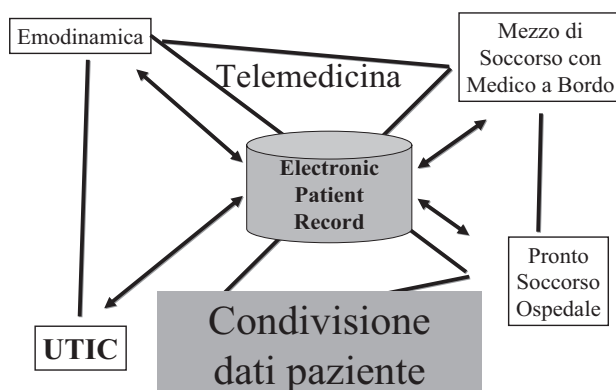 Emodinamica
Mezzo di
Soccorso con
Medico a Bordo
Telemedicina
Electronic
Patient
Record
Pronto
Soccorso
Ospedale
UTIC
Condivisione
dati paziente